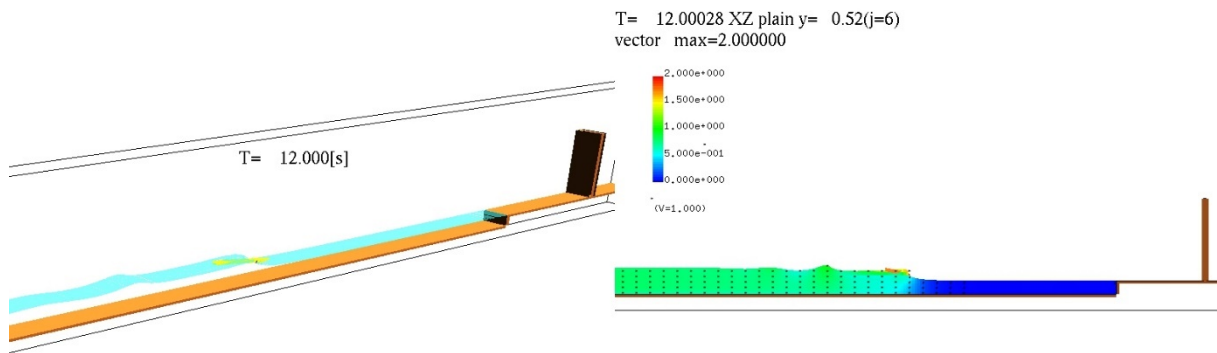 T= 12.000[s]
T= 12.00028 XZ plain y= 0.52(j=6)
vector max=2.000000
2.000e+000
1.500e+000
1.000e+000
5.000e-001
0.000e+000
(V=1.000)